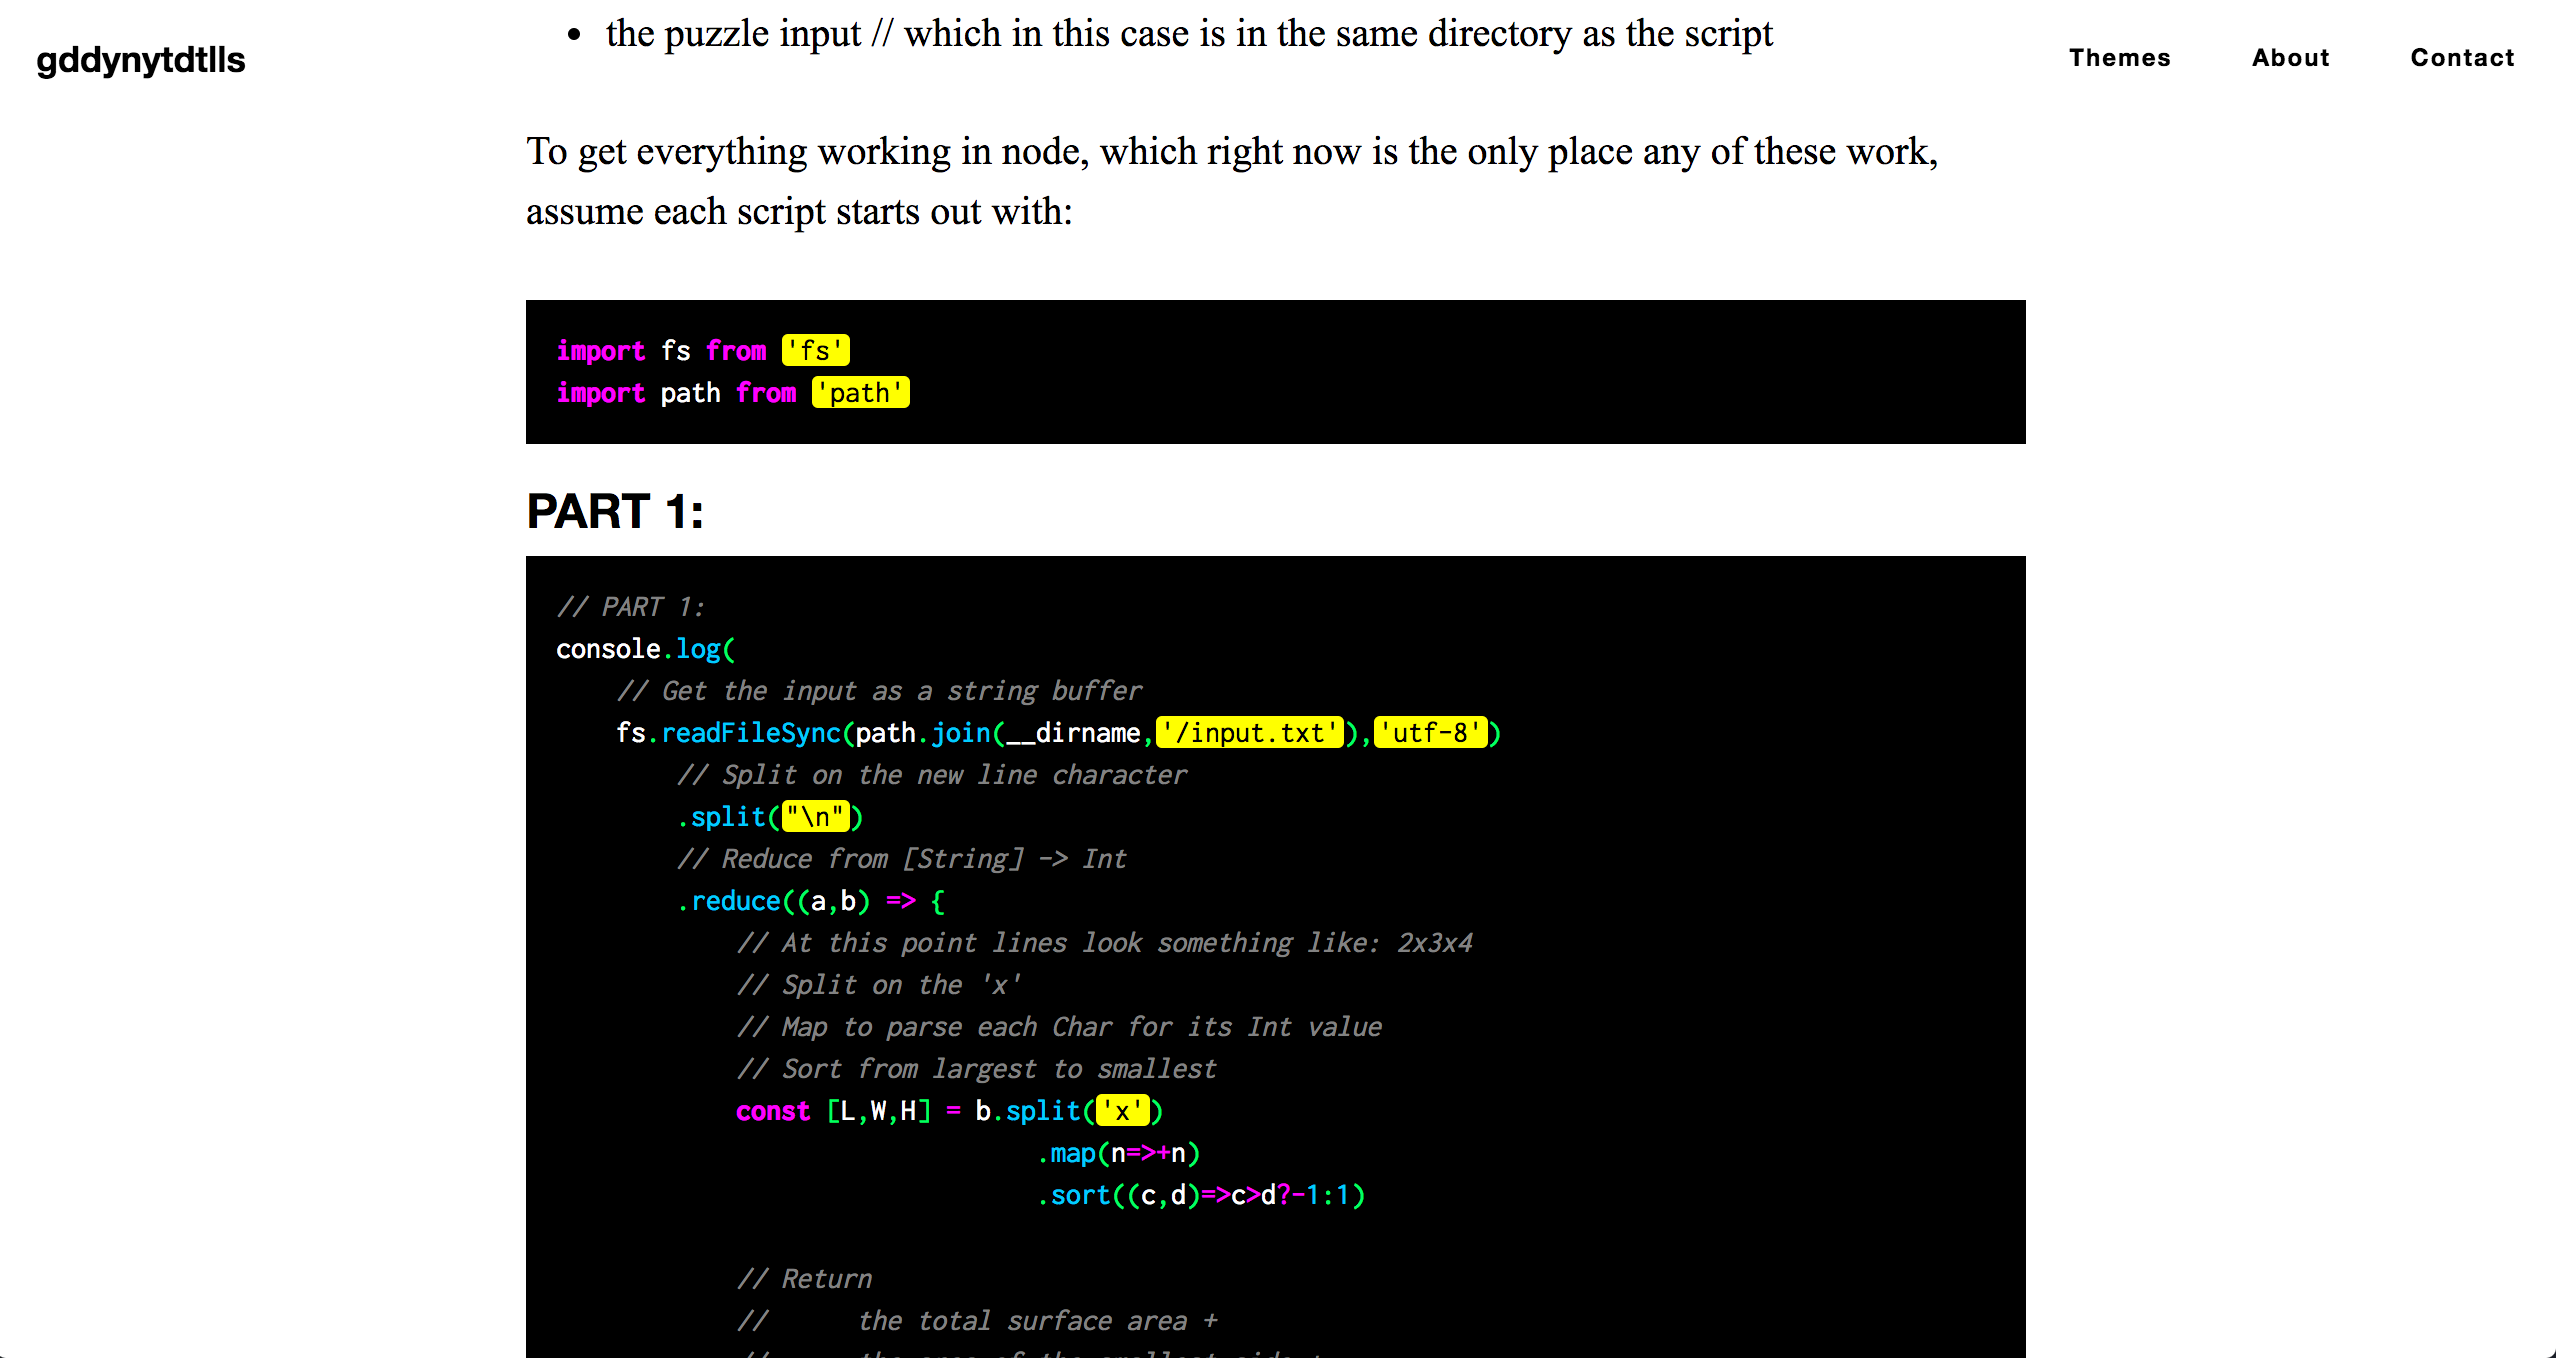 the puzzle input // which in this case is in the same directory as the script
gddynytdtlls
Themes About Contact
To get everything working in node, which right now is the only place any of these work,
assume each script starts out with:
import fs from 'fs'
import path from 'path'
PART 1:
// PART 1:
console.log(
// Get the input as a string buffer
fs.readFileSync(path.join(__dirname,'/input.txt'),'utf-8')
// Split on the new line character
.split("\n")
// Reduce from [String] -> Int
.reduce((a,b) => {
// At this point lines look something like: 2x3x4
// Split on the 'x'
// Map to parse each Char for its Int value
// Sort from largest to smallest
const [L,W,H] = b.split('x')
.map(n=>+n)
.sort((c,d)=>c>d?-1:1)
// Return
// the total surface area +
// the area of the smallest side